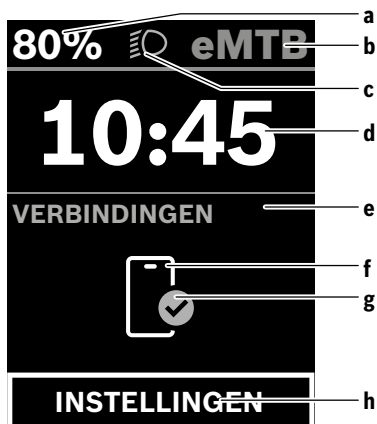 80% eMTB
10:45
VERBINDINGEN
INSTELLINGEN
a
b
c
d
e
f
g
h